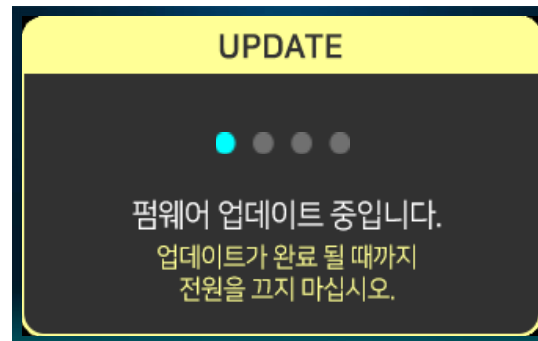 UPDATE
펌웨어 업데이트 중입니다.
업데이트가 완료 될 때까지
전원을 끄지 마십시오.